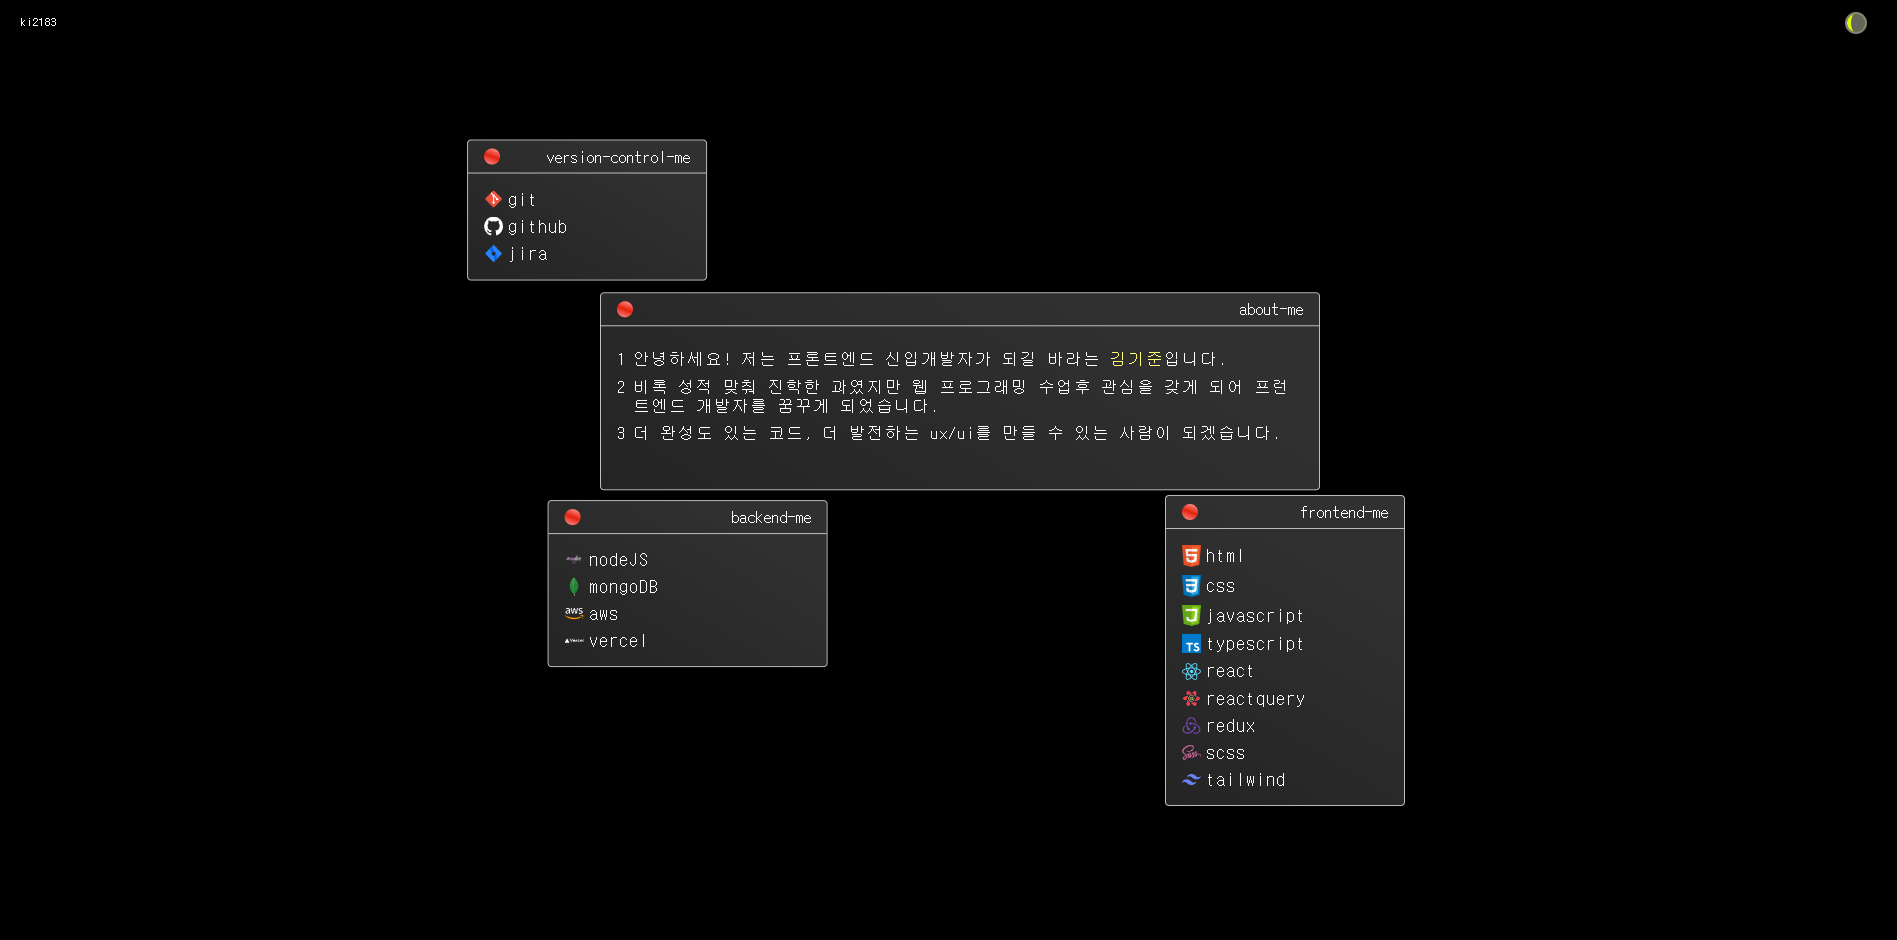 ki2183
version-control-me
git
github
jira
about-me
1 안녕하세요! 저는 프론트엔드 신입개발자가 되길 바라는 김기준입니다.
2 비록 성적 맞춰 진학한 과였지만 웹 프로그래밍 수업후 관심을 갖게 되어 프런
트엔드 개발자를 꿈꾸게 되었습니다.
3 더 완성도 있는 코드, 더 발전하는 ux/ui를 만들 수 있는 사람이 되겠습니다.
backend-me
nodeJS
mongoDB
aws aws
Vercel vercel
frontend-me
html
css
javascript
TS typescript
react
reactquery
redux
Sass scss
tailwind